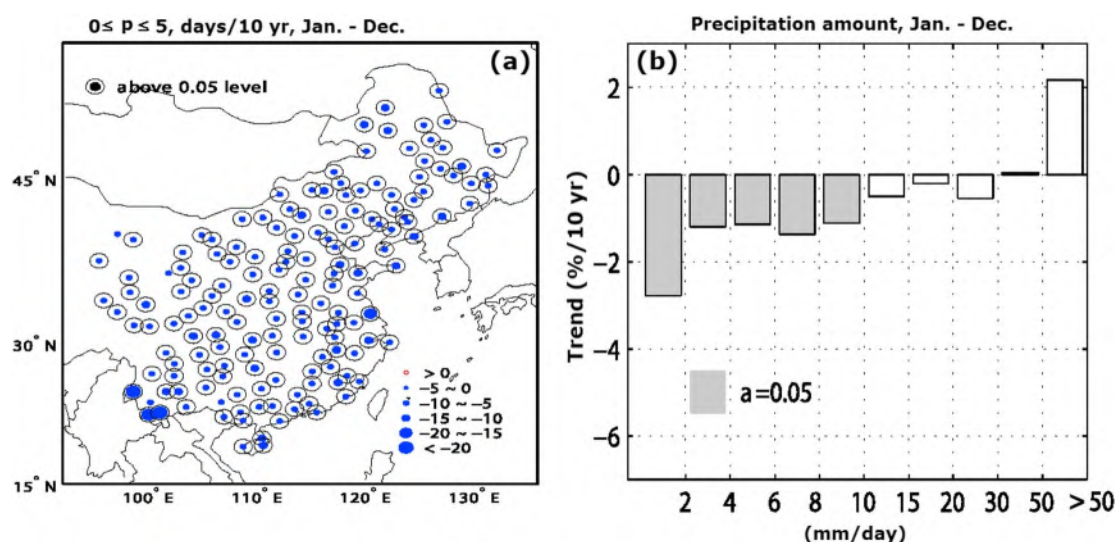 0≤ P ≤ 5, days/10 yr, Jan. - Dec.
(a)
above 0.05 level
45° N
30° N
15° N
100° E
110° E
120° E
130° E
> 0
−5 ~ 0
−10 ~ −5
−15 ~ −10
−20 ~ −15
< −20
Precipitation amount, Jan. - Dec.
(b)
Trend (%/10 yr)
2
0
−2
−4
−6
a=0.05
2 4 6 8 10 15 20 30 50 >50
(mm/day)